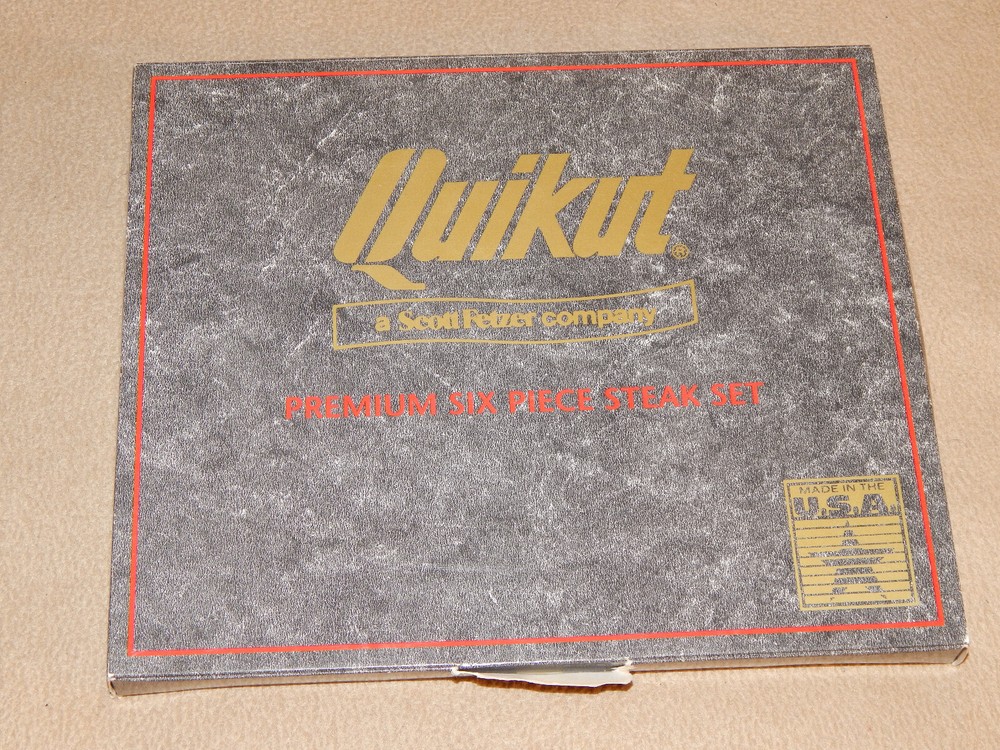 Quikut®
a Scott Fetzer company
PREMIUM SIX PIECE STEAK SET
MADE IN THE
U.S.A.